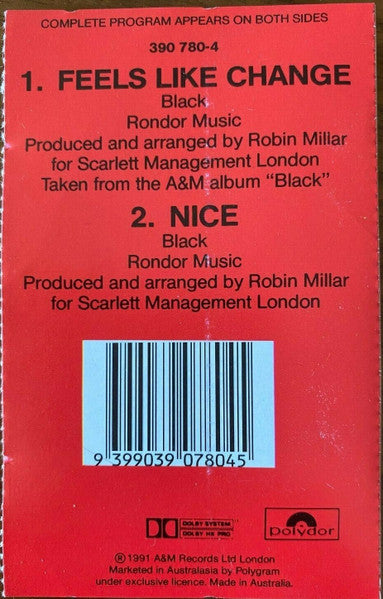 COMPLETE PROGRAM APPEARS ON BOTH SIDES
390 780-4
1. FEELS LIKE CHANGE
Black
Rondor Music
Produced and arranged by Robin Millar
for Scarlett Management London
Taken from the A&M album "Black"
2. NICE
Black
Rondor Music
Produced and arranged by Robin Millar
for Scarlett Management London
9 399039 078045
DOLBY SYSTEM
DOLBY HX PRO
polydor
℗1991 A&M Records Ltd London
Marketed in Australasia by Polygram
under exclusive licence. Made in Australia.